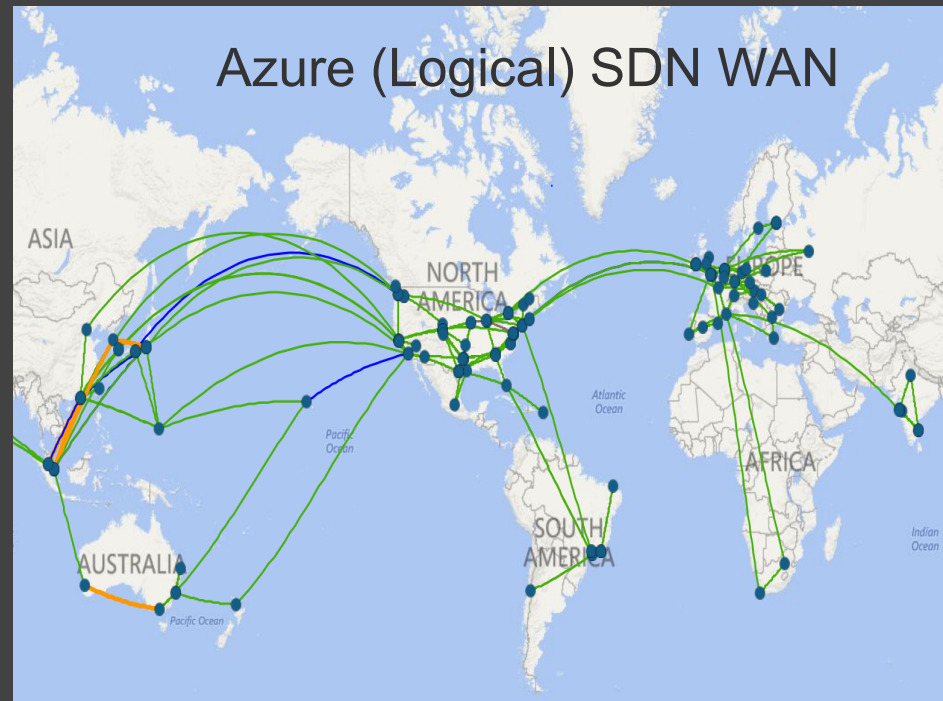 Azure (Logical) SDN WAN
ASIA
NORTH
AMERICA
EUROPE
Atlantic
Ocean
Pacific
Ocean
AFRICA
SOUTH
AMERICA
Indian
Ocean
AUSTRALIA
Pacific Ocean